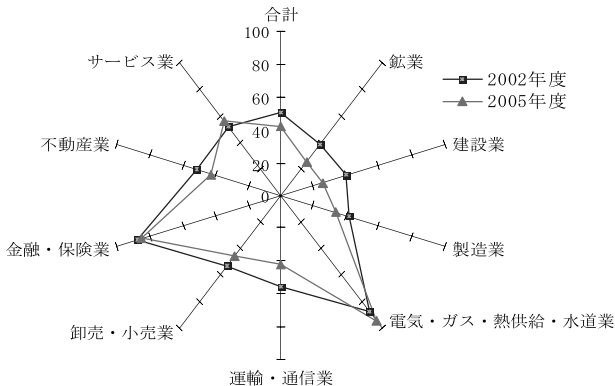 合計
100
80
60
40
20
0
鉱業
建設業
製造業
電気・ガス・熱供給・水道業
運輸・通信業
卸売・小売業
金融・保険業
不動産業
サービス業
2002年度
2005年度